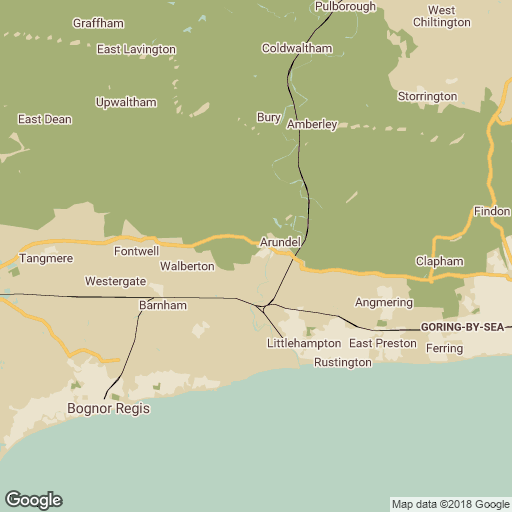 Pulborough
West
Chiltington
Graffham
East Lavington
Coldwaltham
Upwaltham
Storrington
East Dean
Bury
Amberley
Findon
Arundel
Fontwell
Tangmere
Walberton
Clapham
Westergate
Barnham
Angmering
GORING-BY-SEA
Littlehampton
East Preston
Ferring
Rustington
Bognor Regis
Google
Map data ©2018 Google